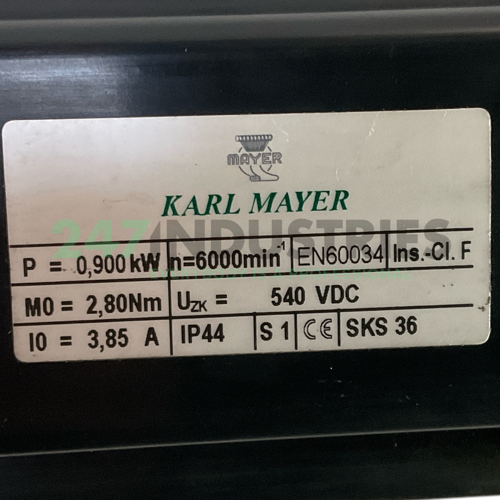 MAYER
KARL MAYER
247INDUSTRIES
P = 0,900 kW n=6000min⁻¹ EN60034 Ins.-Cl. F
M0 = 2,80Nm UZK = 540 VDC
I0 = 3,85 A IP44 S1 CE SKS 36